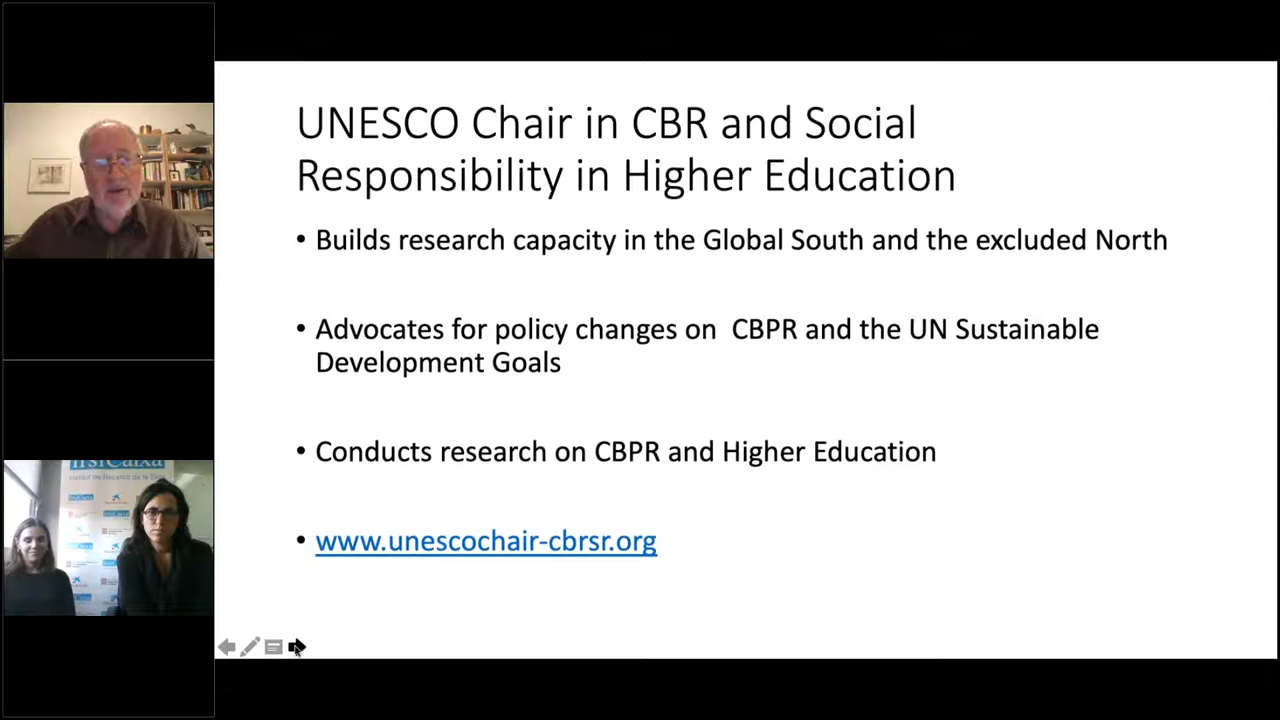 UNESCO Chair in CBR and Social
Responsibility in Higher Education
• Builds research capacity in the Global South and the excluded North
• Advocates for policy changes on  CBPR and the UN Sustainable
Development Goals
• Conducts research on CBPR and Higher Education
• www.unescochair-cbrsr.org
irsiCaixa